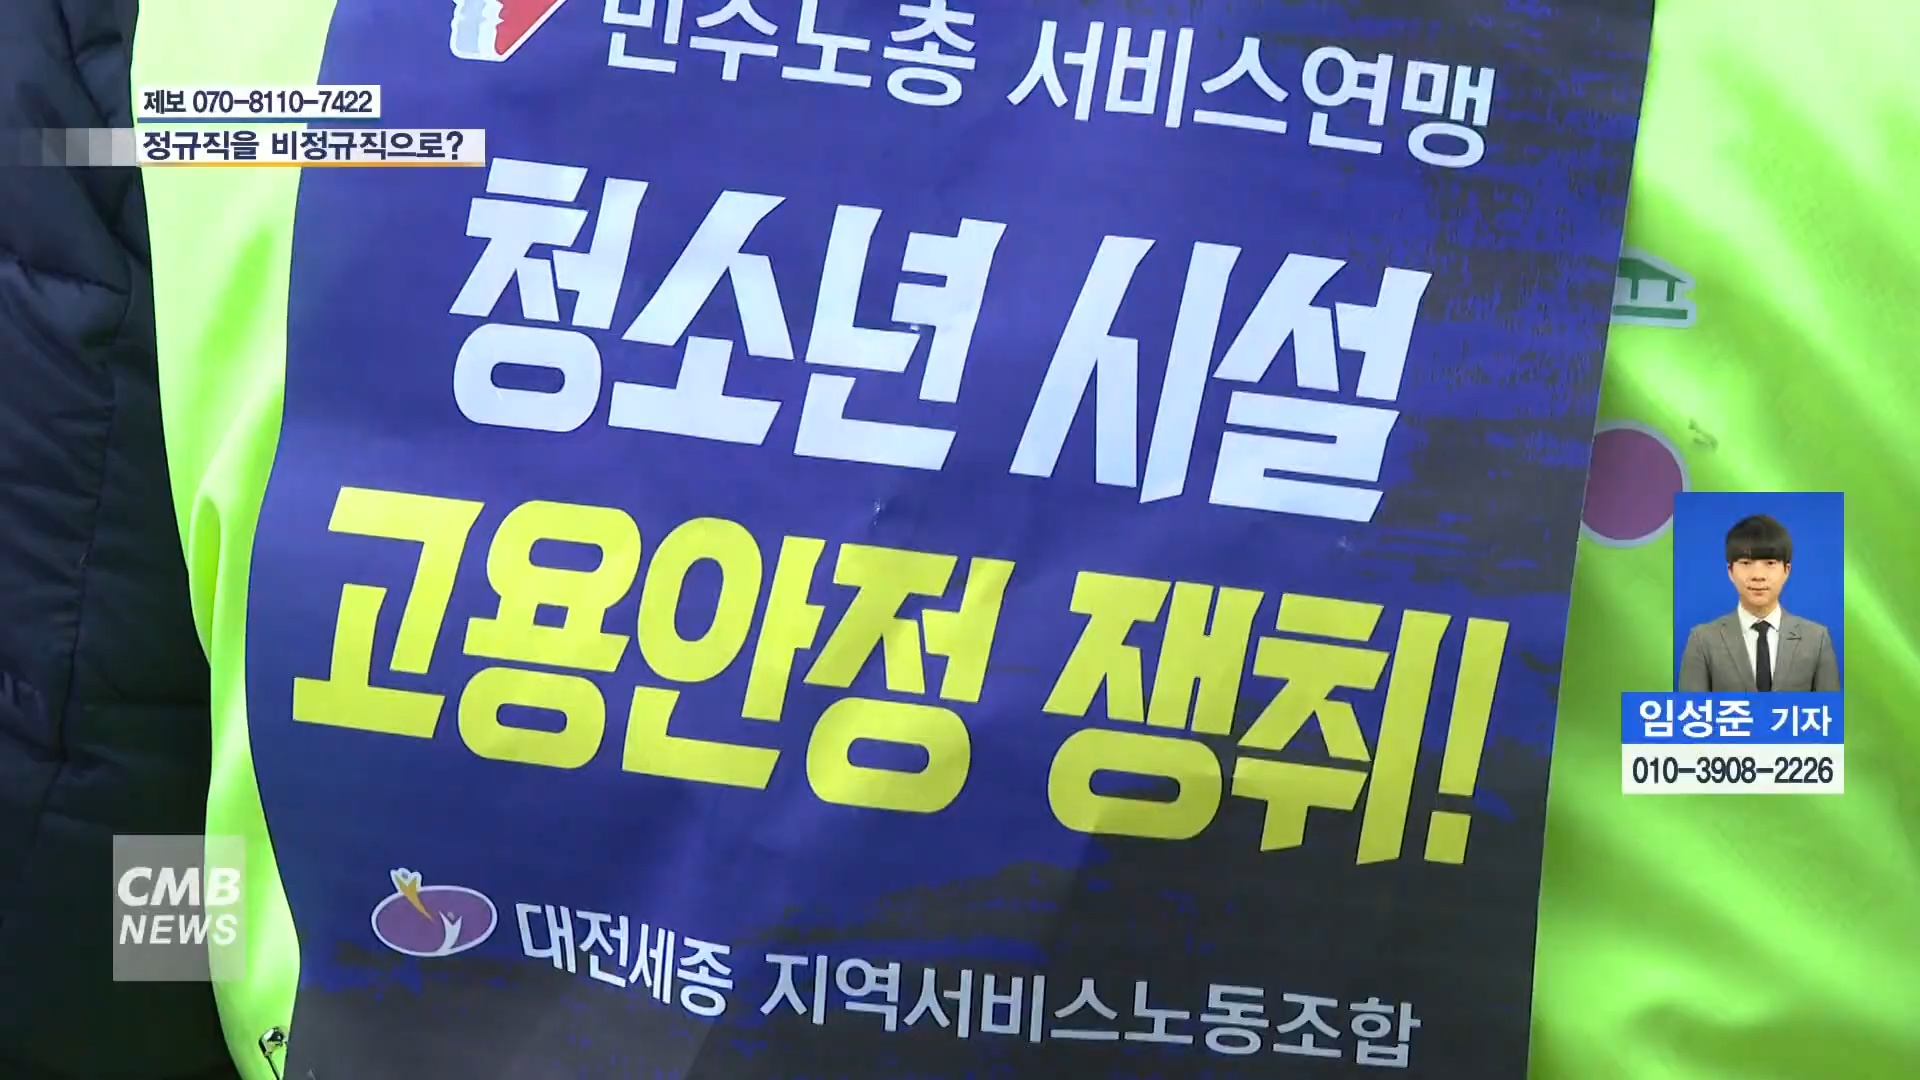 민주노총 서비스연맹
제보 070-8110-7422
정규직을 비정규직으로?
청소년 시설
고용안정 쟁취!
임성준 기자
010-3908-2226
CMB
NEWS
대전세종 지역서비스노동조합